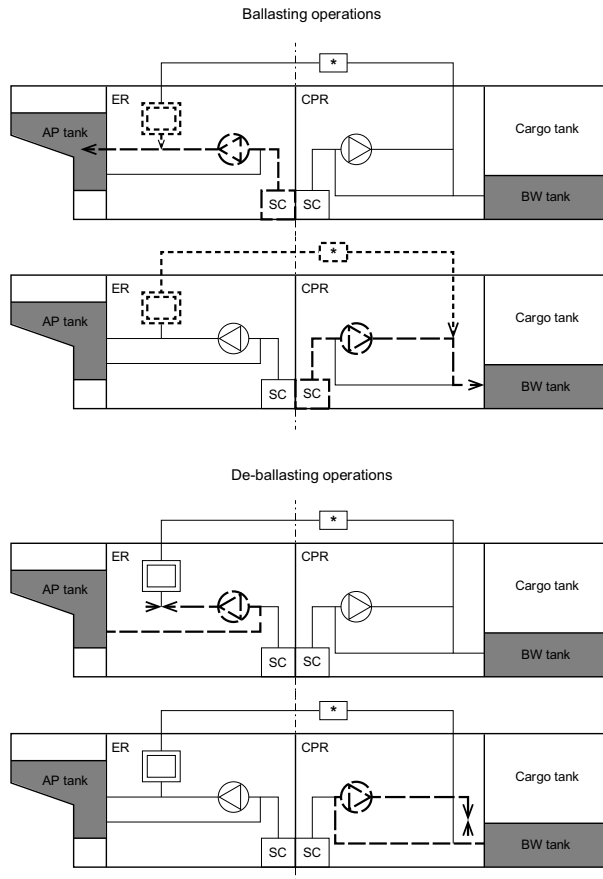 Ballasting operations
*
ER CPR
AP tank Cargo tank
SC SC BW tank
*
ER CPR
AP tank Cargo tank
SC SC BW tank
De-ballasting operations
*
ER CPR
AP tank Cargo tank
SC SC BW tank
*
ER CPR
AP tank Cargo tank
SC SC BW tank